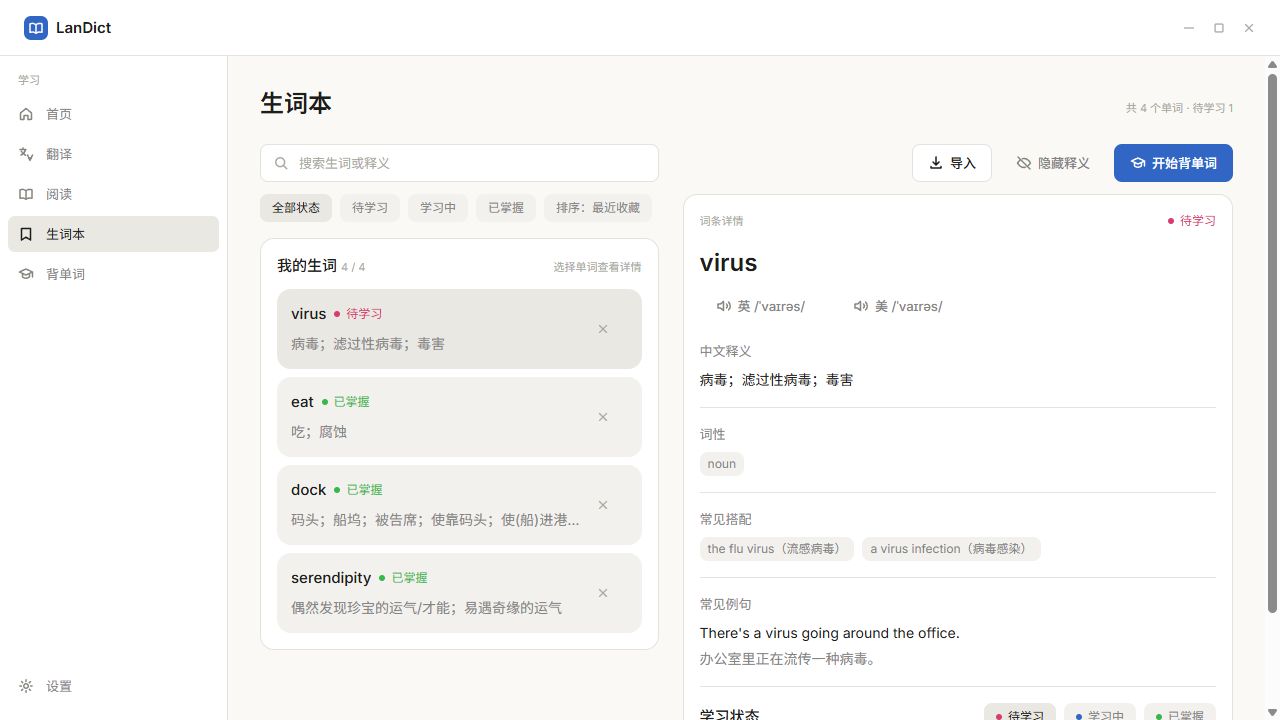 LanDict
学习
首页
翻译
阅读
生词本
背单词
设置
生词本
共 4 个单词 · 待学习 1
搜索生词或释义
导入
隐藏释义
开始背单词
全部状态
待学习
学习中
已掌握
排序：最近收藏
我的生词 4 / 4
选择单词查看详情
virus 待学习
病毒；滤过性病毒；毒害
eat 已掌握
吃；腐蚀
dock 已掌握
码头；船坞；被告席；使靠码头；使(船)进港...
serendipity 已掌握
偶然发现珍宝的运气/才能；易遇奇缘的运气
词条详情
待学习
virus
英 /ˈvaɪrəs/
美 /ˈvaɪrəs/
中文释义
病毒；滤过性病毒；毒害
词性
noun
常见搭配
the flu virus（流感病毒）
a virus infection（病毒感染）
常见例句
There's a virus going around the office.
办公室里正在流传一种病毒。
学习状态
待学习
学习中
已掌握